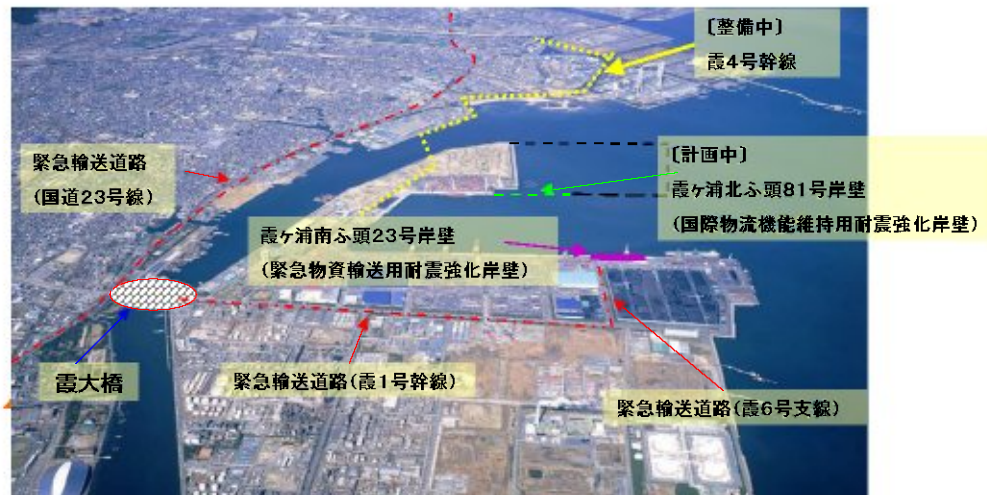 〔整備中〕
霞4号幹線
緊急輸送道路
(国道23号線)
〔計画中〕
霞ヶ浦北ふ頭81号岸壁
(国際物流機能維持用耐震強化岸壁)
霞ヶ浦南ふ頭23号岸壁
(緊急物資輸送用耐震強化岸壁)
霞大橋
緊急輸送道路(霞1号幹線)
緊急輸送道路(霞6号支線)